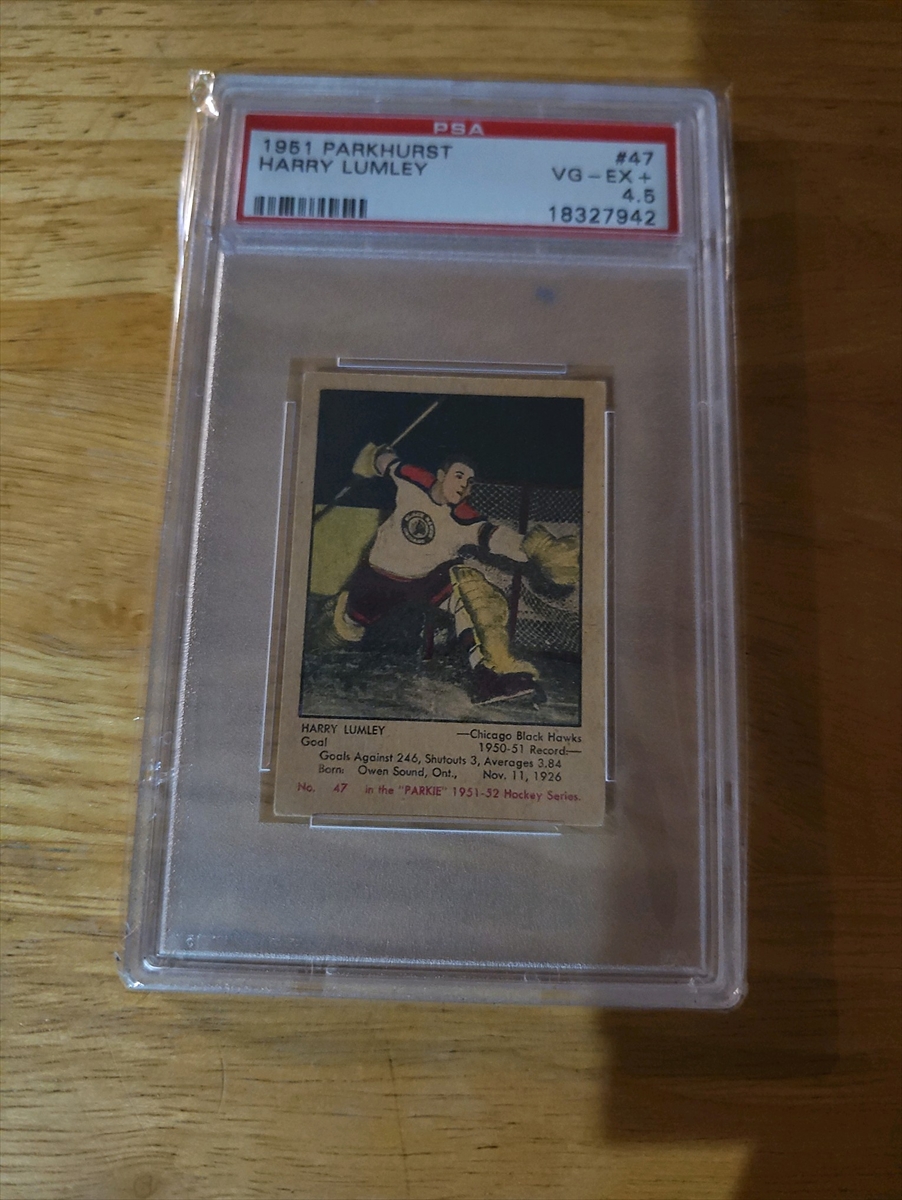 PSA
1951 PARKHURST #47
HARRY LUMLEY VG-EX+
4.5
18327942
HARRY LUMLEY —Chicago Black Hawks
Goal 1950-51 Record:—
Goals Against 246, Shutouts 3, Averages 3.84
Born: Owen Sound, Ont., Nov. 11, 1926
No. 47 in the "PARKIE" 1951-52 Hockey Series.